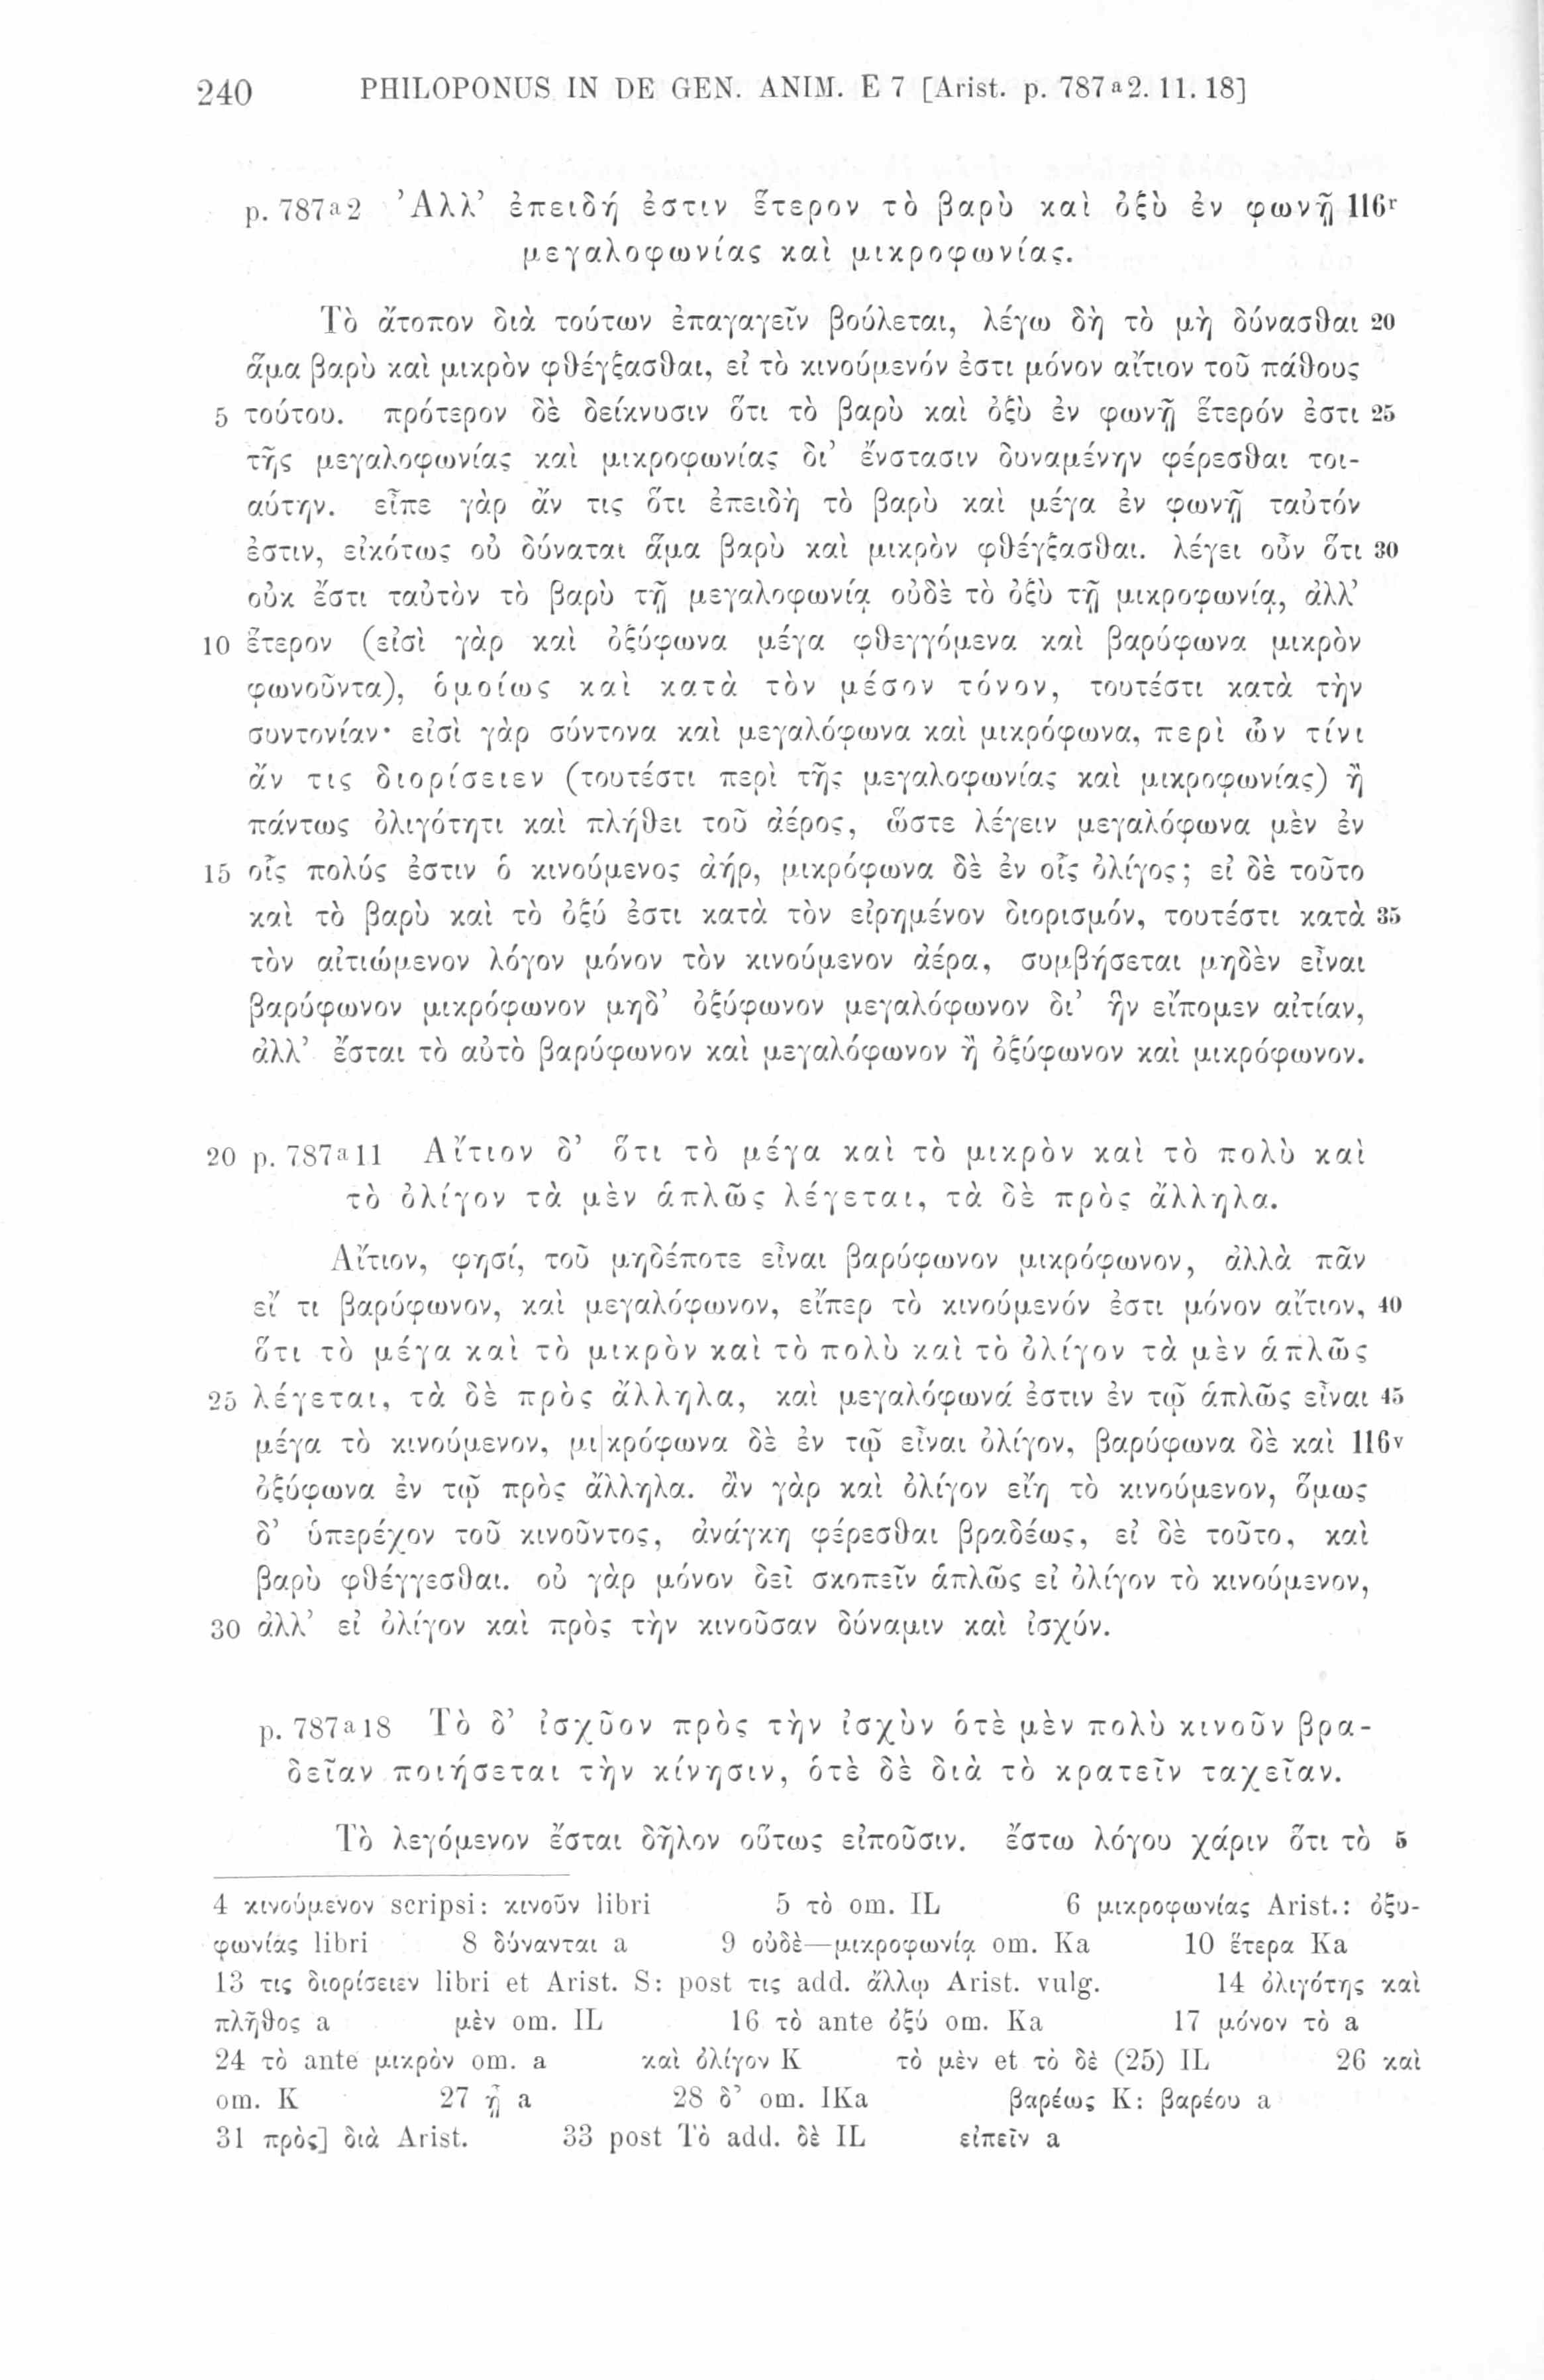 240 PHILOPONUS IN DE GEN. ANIM. E 7 [Arist. p. 787ᵃ2. 11. 18]
p. 787ᵃ2 Ἀλλ’ ἐπειδή ἐστιν ἕτερον τὸ βαρὺ καὶ ὀξὺ ἐν φωνῇ 116ʳ
μεγαλοφωνίας καὶ μικροφωνίας.
Τὸ ἄτοπον διὰ τούτων ἐπαγαγεῖν βούλεται, λέγω δὴ τὸ μὴ δύνασθαι 20
ἅμα βαρὺ καὶ μικρὸν φθέγξασθαι, εἰ τὸ κινούμενόν ἐστι μόνον αἴτιον τοῦ πάθους
5 τούτου. πρότερον δὲ δείκνυσιν ὅτι τὸ βαρὺ καὶ ὀξὺ ἐν φωνῇ ἕτερόν ἐστι 25
τῆς μεγαλοφωνίας καὶ μικροφωνίας δι’ ἔνστασιν δυναμένην φέρεσθαι τοι-
αύτην. εἶπε γὰρ ἄν τις ὅτι ἐπειδὴ τὸ βαρὺ καὶ μέγα ἐν φωνῇ ταὐτόν
ἐστιν, εἰκότως οὐ δύναται ἅμα βαρὺ καὶ μικρὸν φθέγξασθαι. λέγει οὖν ὅτι 30
οὐκ ἔστι ταὐτὸν τὸ βαρὺ τῇ μεγαλοφωνίᾳ οὐδὲ τὸ ὀξὺ τῇ μικροφωνίᾳ, ἀλλ’
10 ἕτερον (εἰσὶ γὰρ καὶ ὀξύφωνα μέγα φθεγγόμενα καὶ βαρύφωνα μικρὸν
φωνοῦντα), ὁμοίως καὶ κατὰ τὸν μέσον τόνον, τουτέστι κατὰ τὴν
συντονίαν· εἰσὶ γὰρ σύντονα καὶ μεγαλόφωνα καὶ μικρόφωνα, περὶ ὧν τίνι
ἄν τις διορίσειεν (τουτέστι περὶ τῆς μεγαλοφωνίας καὶ μικροφωνίας) ἢ
πάντως ὀλιγότητι καὶ πλήθει τοῦ ἀέρος, ὥστε λέγειν μεγαλόφωνα μὲν ἐν
15 οἷς πολύς ἐστιν ὁ κινούμενος ἀήρ, μικρόφωνα δὲ ἐν οἷς ὀλίγος; εἰ δὲ τοῦτο
καὶ τὸ βαρὺ καὶ τὸ ὀξύ ἐστι κατὰ τὸν εἰρημένον διορισμόν, τουτέστι κατὰ 35
τὸν αἰτιώμενον λόγον μόνον τὸν κινούμενον ἀέρα, συμβήσεται μηδὲν εἶναι
βαρύφωνον μικρόφωνον μηδ’ ὀξύφωνον μεγαλόφωνον δι’ ἣν εἴπομεν αἰτίαν,
ἀλλ’ ἔσται τὸ αὐτὸ βαρύφωνον καὶ μεγαλόφωνον ἢ ὀξύφωνον καὶ μικρόφωνον.
20 p. 787ᵃ11 Αἴτιον δ’ ὅτι τὸ μέγα καὶ τὸ μικρὸν καὶ τὸ πολὺ καὶ
τὸ ὀλίγον τὰ μὲν ἁπλῶς λέγεται, τὰ δὲ πρὸς ἄλληλα.
Αἴτιον, φησί, τοῦ μηδέποτε εἶναι βαρύφωνον μικρόφωνον, ἀλλὰ πᾶν
εἴ τι βαρύφωνον, καὶ μεγαλόφωνον, εἴπερ τὸ κινούμενόν ἐστι μόνον αἴτιον, 40
ὅτι τὸ μέγα καὶ τὸ μικρὸν καὶ τὸ πολὺ καὶ τὸ ὀλίγον τὰ μὲν ἁπλῶς
25 λέγεται, τὰ δὲ πρὸς ἄλληλα, καὶ μεγαλόφωνά ἐστιν ἐν τῷ ἁπλῶς εἶναι 45
μέγα τὸ κινούμενον, μι|κρόφωνα δὲ ἐν τῷ εἶναι ὀλίγον, βαρύφωνα δὲ καὶ 116ᵛ
ὀξύφωνα ἐν τῷ πρὸς ἄλληλα. ἂν γὰρ καὶ ὀλίγον εἴη τὸ κινούμενον, ὅμως
δ’ ὑπερέχον τοῦ κινοῦντος, ἀνάγκη φέρεσθαι βραδέως, εἰ δὲ τοῦτο, καὶ
βαρὺ φθέγγεσθαι. οὐ γὰρ μόνον δεῖ σκοπεῖν ἁπλῶς εἰ ὀλίγον τὸ κινούμενον,
30 ἀλλ’ εἰ ὀλίγον καὶ πρὸς τὴν κινοῦσαν δύναμιν καὶ ἰσχύν.
p. 787ᵃ18 Τὸ δ’ ἰσχῦον πρὸς τὴν ἰσχὺν ὁτὲ μὲν πολὺ κινοῦν βρα-
δεῖαν ποιήσεται τὴν κίνησιν, ὁτὲ δὲ διὰ τὸ κρατεῖν ταχεῖαν.
Τὸ λεγόμενον ἔσται δῆλον οὕτως εἰποῦσιν. ἔστω λόγου χάριν ὅτι τὸ 5
4 κινούμενον scripsi: κινοῦν libri 5 τὸ om. IL 6 μικροφωνίας Arist.: ὀξυ-
φωνίας libri 8 δύνανται a 9 οὐδὲ—μικροφωνίᾳ om. Ka 10 ἕτερα Ka
13 τις διορίσειεν libri et Arist. S: post τις add. ἄλλῳ Arist. vulg. 14 ὀλιγότης καὶ
πλῆθος a μὲν om. IL 16 τὸ ante ὀξύ om. Ka 17 μόνον τὸ a
24 τὸ ante μικρὸν om. a καὶ ὀλίγον K τὸ μὲν et τὸ δὲ (25) IL 26 καὶ
om. K 27 ᾖ a 28 δ’ om. IKa βαρέως K: βαρέου a
31 πρὸς] διὰ Arist. 33 post Τὸ add. δὲ IL εἰπεῖν a